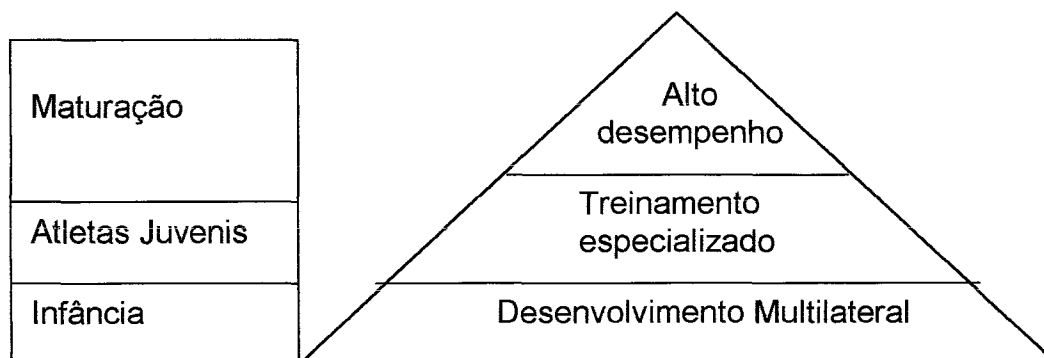 Maturação
Atletas Juvenis
Infância
Alto
desempenho
Treinamento
especializado
Desenvolvimento Multilateral